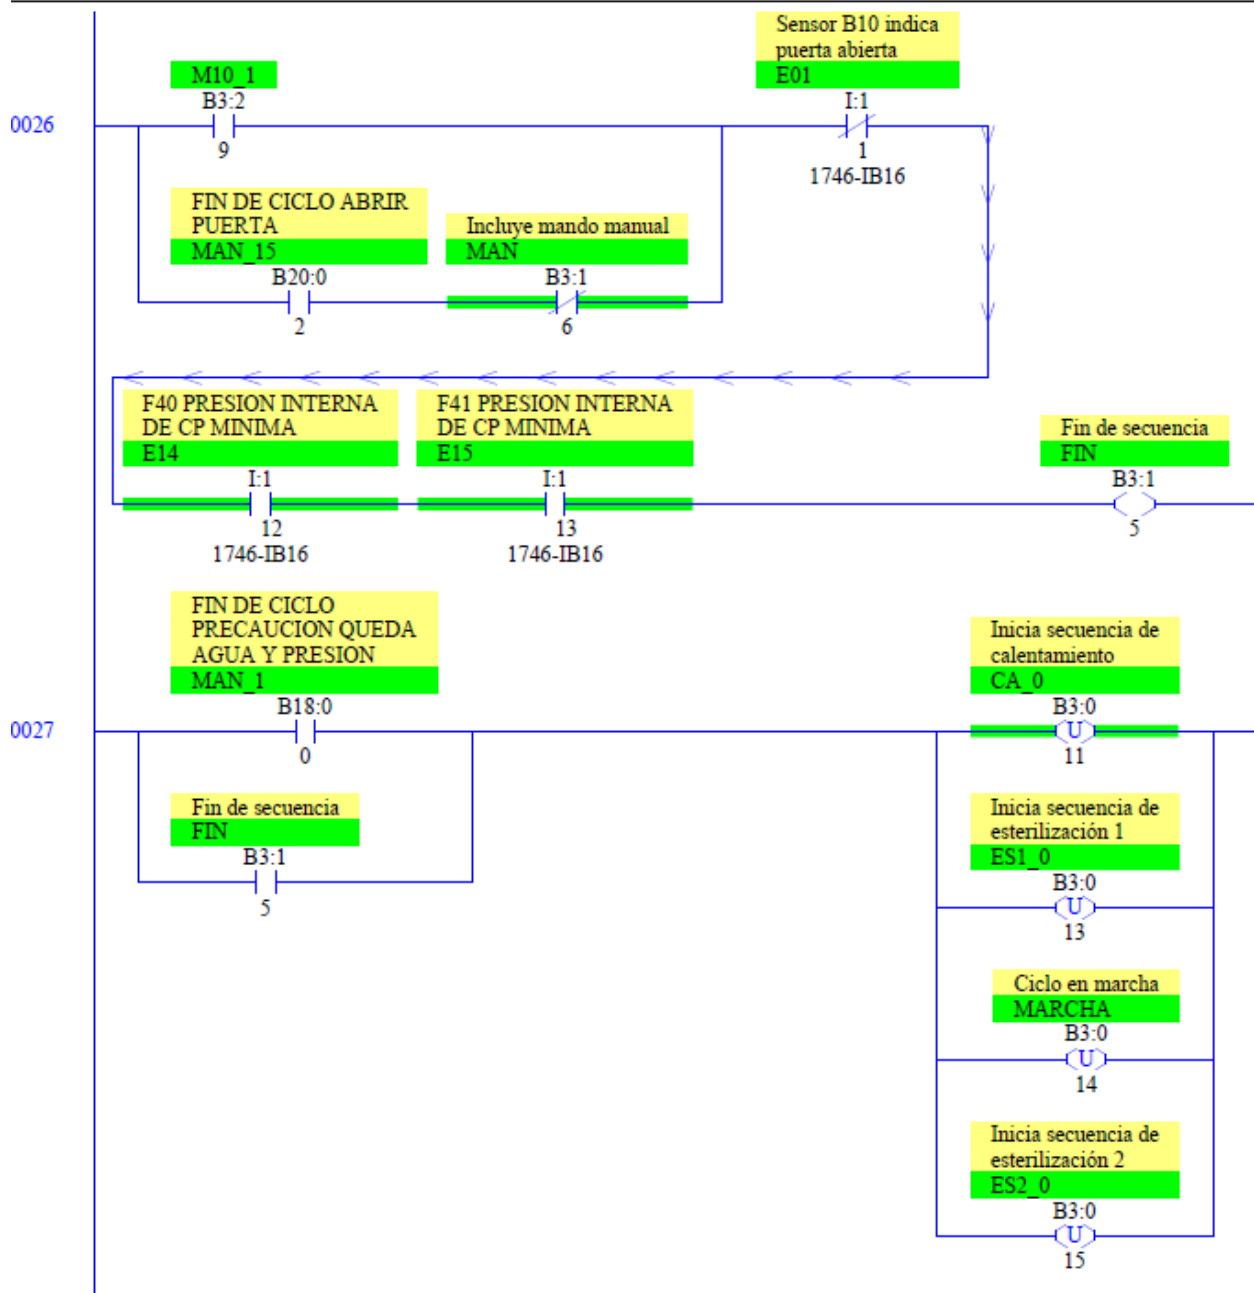 Sensor B10 indica
puerta abierta
E01
I:1
1
1746-IB16
M10_1
B3:2
9
0026
FIN DE CICLO ABRIR
PUERTA
MAN_15
B20:0
2
Incluye mando manual
MAN
B3:1
6
F40 PRESION INTERNA
DE CP MINIMA
E14
I:1
12
1746-IB16
F41 PRESION INTERNA
DE CP MINIMA
E15
I:1
13
1746-IB16
Fin de secuencia
FIN
B3:1
5
FIN DE CICLO
PRECAUCION QUEDA
AGUA Y PRESION
MAN_1
B18:0
0
0027
Fin de secuencia
FIN
B3:1
5
Inicia secuencia de
calentamiento
CA_0
B3:0
U
11
Inicia secuencia de
esterilización 1
ES1_0
B3:0
U
13
Ciclo en marcha
MARCHA
B3:0
U
14
Inicia secuencia de
esterilización 2
ES2_0
B3:0
U
15